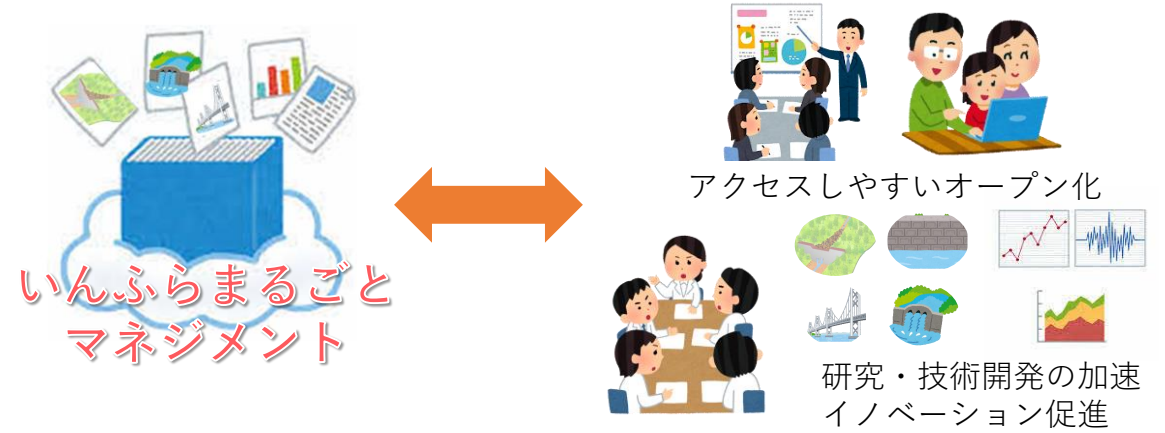 いんふらまるごと
マネジメント
アクセスしやすいオープン化
研究・技術開発の加速
イノベーション促進